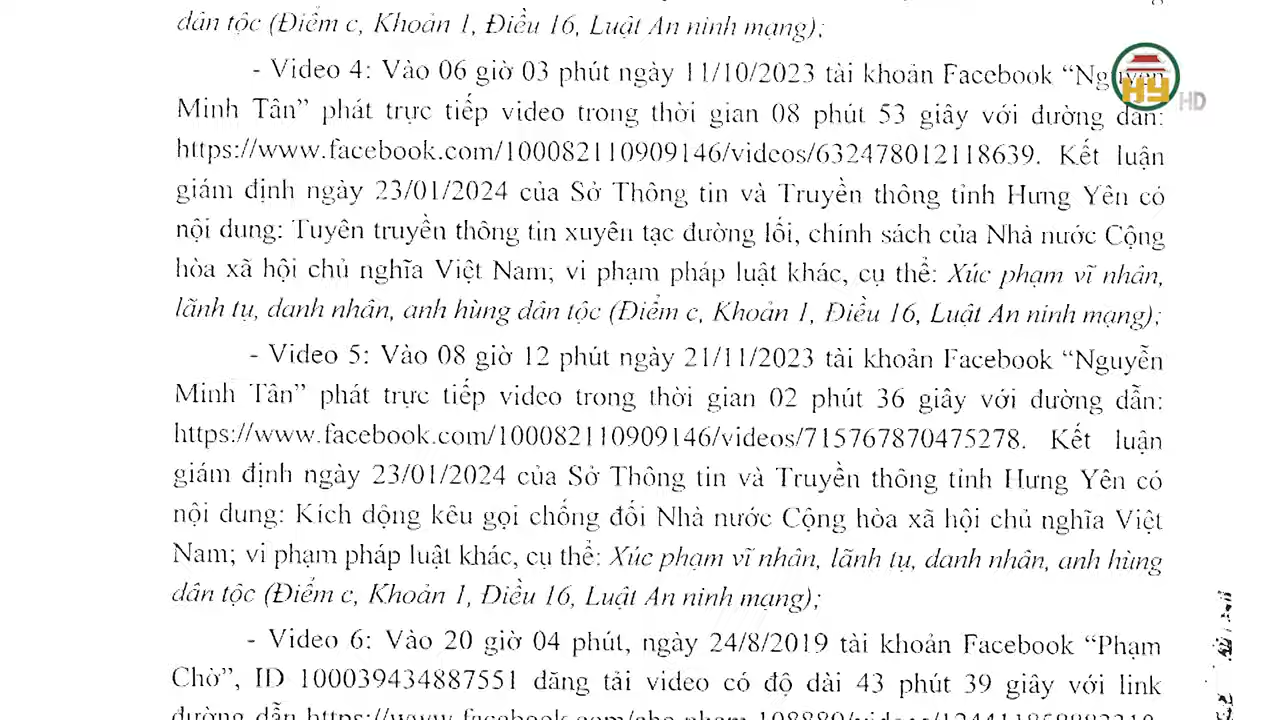 dân tộc (Điểm c, Khoản 1, Điều 16, Luật An ninh mạng);
- Video 4: Vào 06 giờ 03 phút ngày 11/10/2023 tài khoản Facebook “Nguyễn
HY HD
Minh Tân” phát trực tiếp video trong thời gian 08 phút 53 giây với đường dẫn:
https://www.facebook.com/100082110909146/videos/632478012118639. Kết luận
giám định ngày 23/01/2024 của Sở Thông tin và Truyền thông tỉnh Hưng Yên có
nội dung: Tuyên truyền thông tin xuyên tạc đường lối, chính sách của Nhà nước Cộng
hòa xã hội chủ nghĩa Việt Nam; vi phạm pháp luật khác, cụ thể: Xúc phạm vĩ nhân,
lãnh tụ, danh nhân, anh hùng dân tộc (Điểm c, Khoản 1, Điều 16, Luật An ninh mạng);
- Video 5: Vào 08 giờ 12 phút ngày 21/11/2023 tài khoản Facebook “Nguyễn
Minh Tân” phát trực tiếp video trong thời gian 02 phút 36 giây với đường dẫn:
https://www.facebook.com/100082110909146/videos/715767870475278. Kết luận
giám định ngày 23/01/2024 của Sở Thông tin và Truyền thông tỉnh Hưng Yên có
nội dung: Kích động kêu gọi chống đối Nhà nước Cộng hòa xã hội chủ nghĩa Việt
Nam; vi phạm pháp luật khác, cụ thể: Xúc phạm vĩ nhân, lãnh tụ, danh nhân, anh hùng
dân tộc (Điểm c, Khoản 1, Điều 16, Luật An ninh mạng);
- Video 6: Vào 20 giờ 04 phút, ngày 24/8/2019 tài khoản Facebook “Phạm
Chờ”, ID 100039434887551 đăng tải video có độ dài 43 phút 39 giây với link
đường dẫn